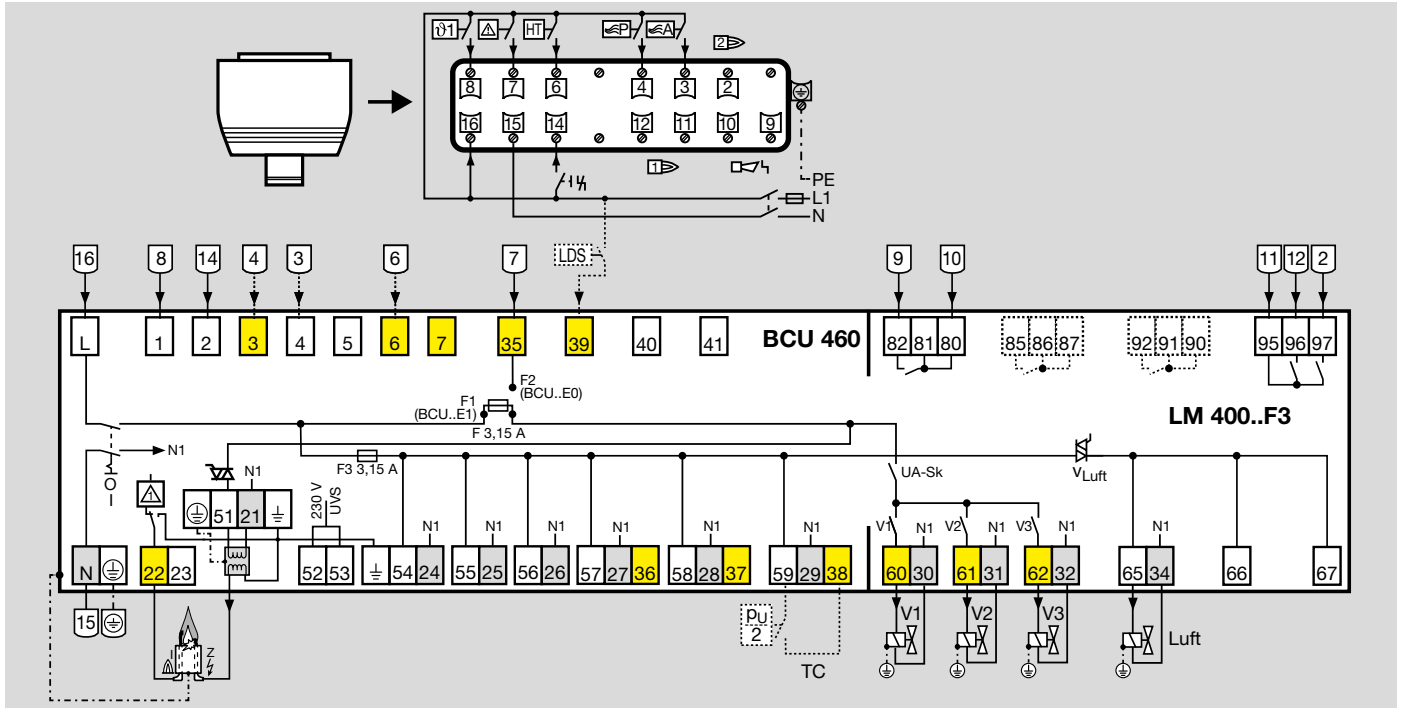 ϑ1 HT P A 2
8 7 6 4 3 2
16 15 14 12 11 10 9
1
PE
L1
N
LDS
16 8 14 4 3 6 7 9 10 11 12 2
L 1 2 3 4 5 6 7 35 39 40 41 BCU 460 82 81 80 85 86 87 92 91 90 95 96 97
F2
(BCU..E0)
F1
(BCU..E1)
F 3,15 A
LM 400..F3
N1
F3 3,15 A
UA-Sk
VLuft
O
I
1
N1
51 21
230 V
UVS
N1 N1 N1 N1 N1 N1 V1 N1 V2 N1 V3 N1 N1
N 22 23 52 53 54 24 55 25 56 26 57 27 36 58 28 37 59 29 38 60 30 61 31 62 32 65 34 66 67
15
pU
2
TC
V1 V2 V3 Luft
I Z